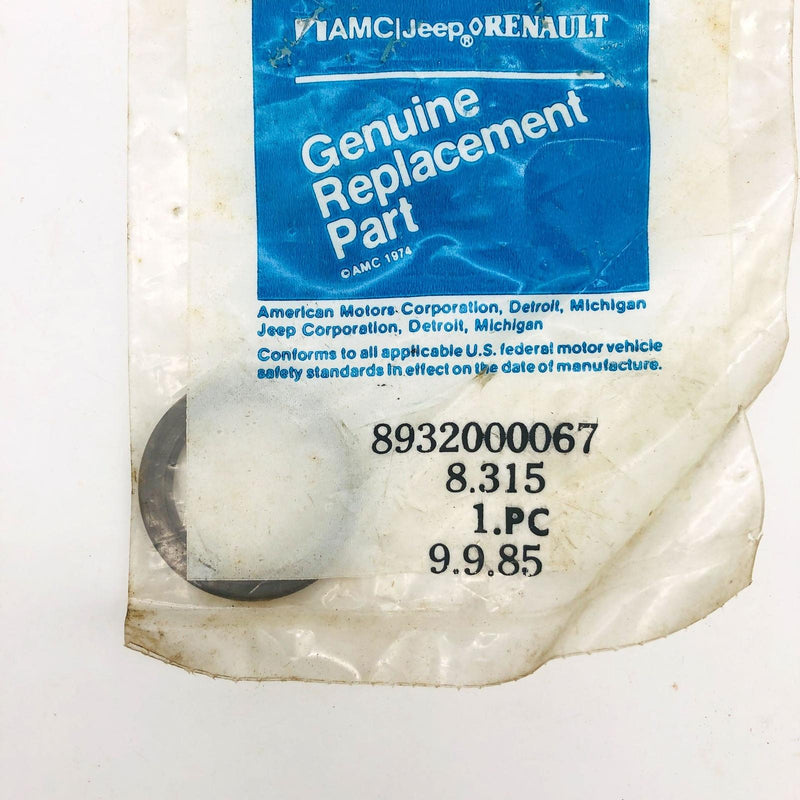 AMC|Jeep® RENAULT
Genuine
Replacement
Part
© AMC 1974
American Motors Corporation, Detroit, Michigan
Jeep Corporation, Detroit, Michigan
Conforms to all applicable U.S. federal motor vehicle
safety standards in effect on the date of manufacture.
8932000067
8.315
1.PC
9.9.85